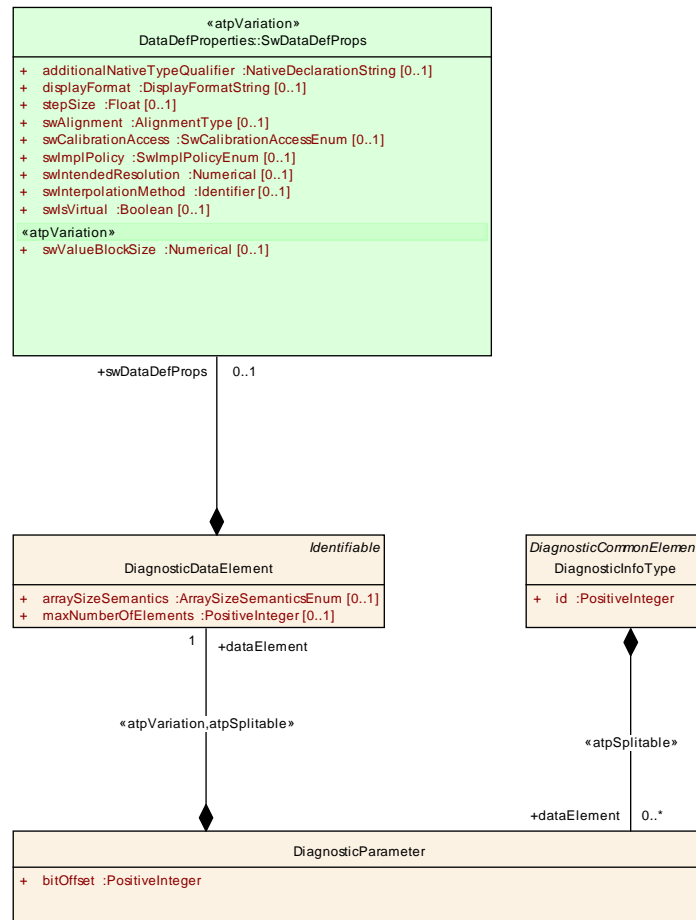 «atpVariation»
DataDefProperties::SwDataDefProps
+ additionalNativeTypeQualifier :NativeDeclarationString [0..1]
+ displayFormat :DisplayFormatString [0..1]
+ stepSize :Float [0..1]
+ swAlignment :AlignmentType [0..1]
+ swCalibrationAccess :SwCalibrationAccessEnum [0..1]
+ swImplPolicy :SwImplPolicyEnum [0..1]
+ swIntendedResolution :Numerical [0..1]
+ swInterpolationMethod :Identifier [0..1]
+ swIsVirtual :Boolean [0..1]
«atpVariation»
+ swValueBlockSize :Numerical [0..1]
+swDataDefProps 0..1
Identifiable
DiagnosticDataElement
+ arraySizeSemantics :ArraySizeSemanticsEnum [0..1]
+ maxNumberOfElements :PositiveInteger [0..1]
DiagnosticCommonElemen
DiagnosticInfoType
+ id :PositiveInteger
1 +dataElement
«atpVariation,atpSplitable»
«atpSplitable»
+dataElement 0..*
DiagnosticParameter
+ bitOffset :PositiveInteger